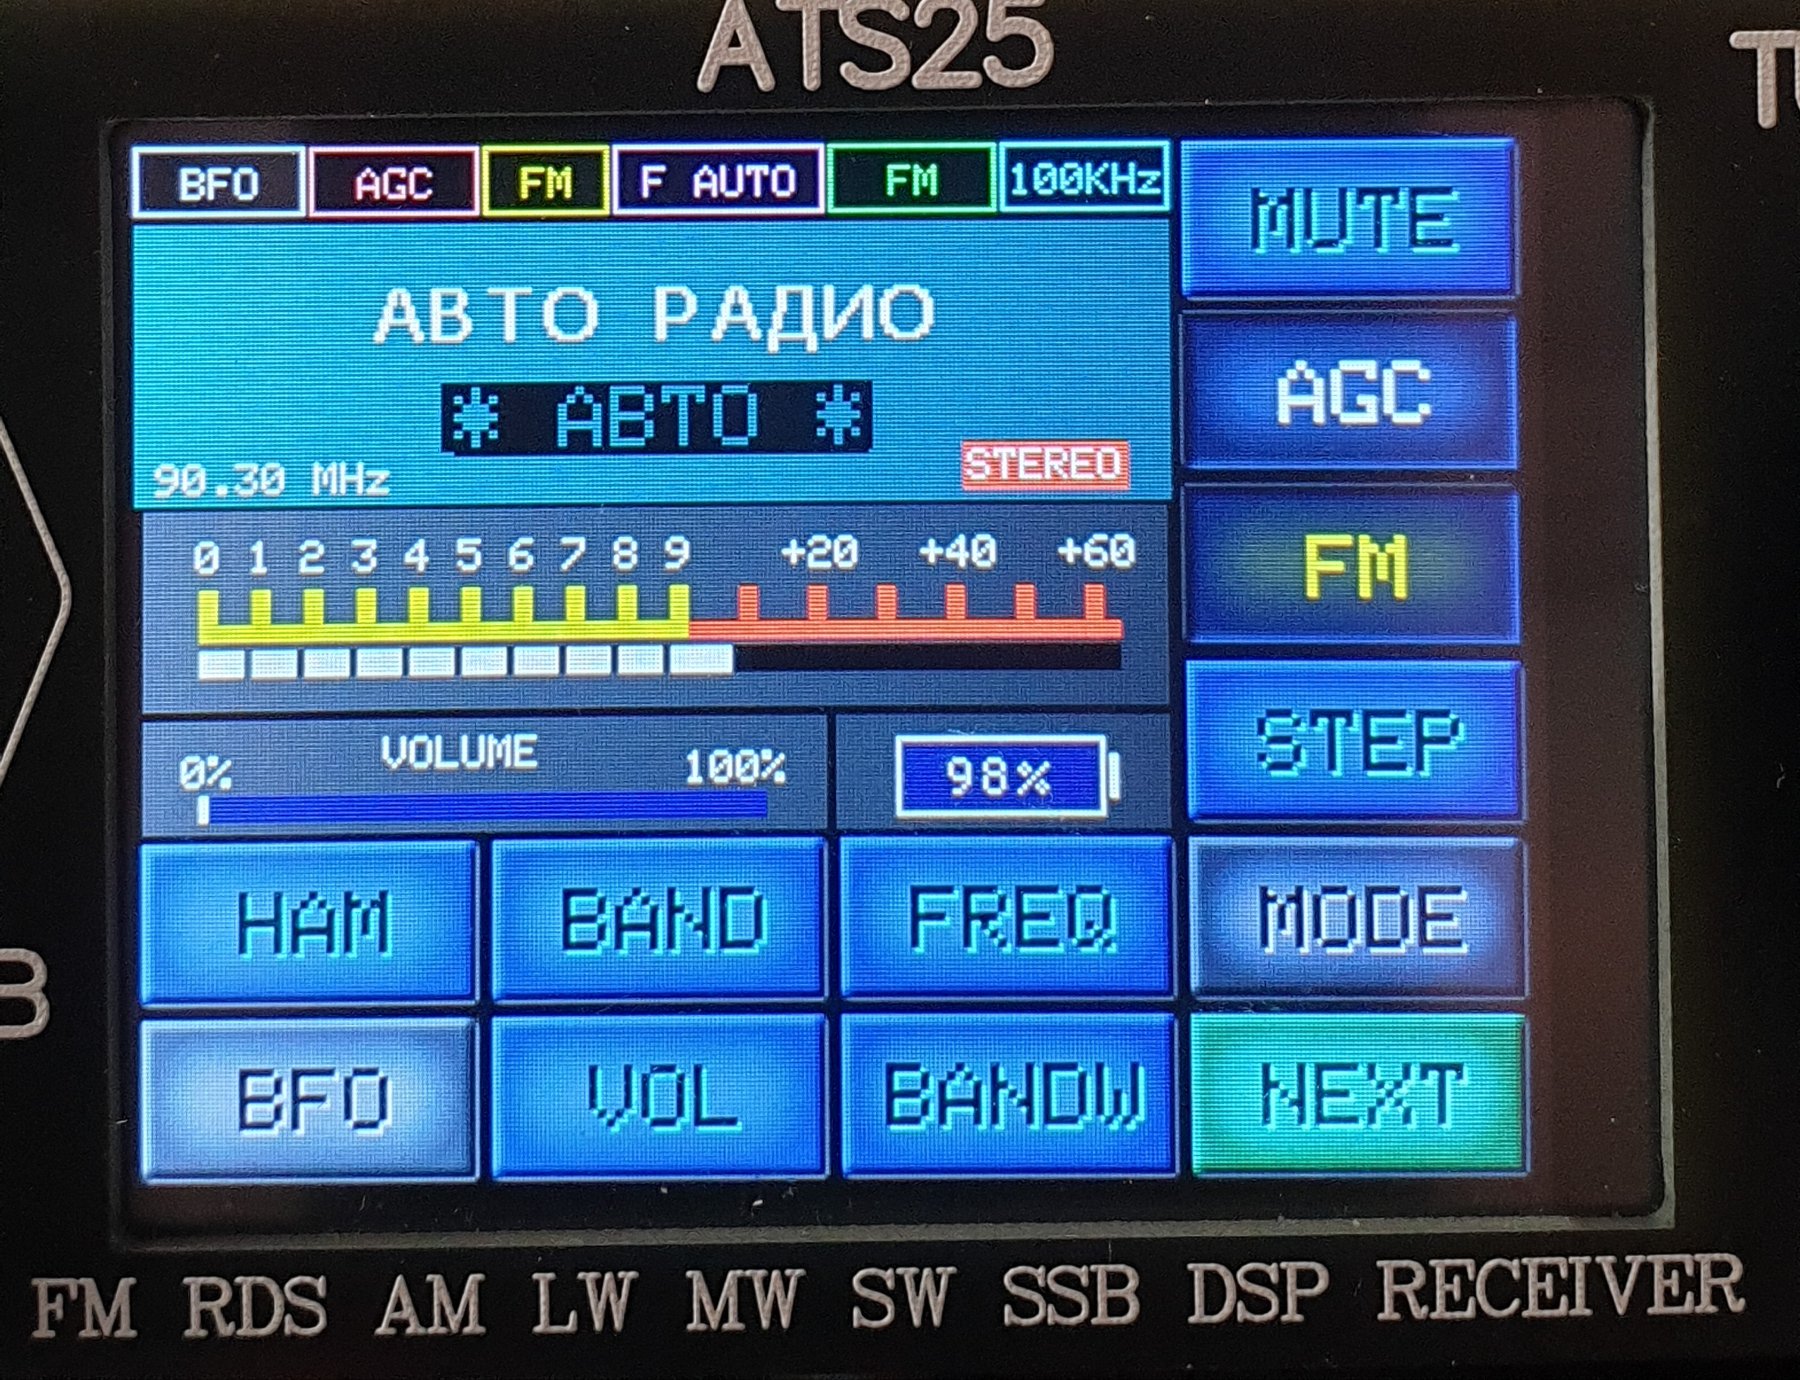 ATS25
BFO AGC FM F AUTO FM 100KHz
MUTE
АВТО РАДИО
AGC
* АВТО *
90.30 MHz STEREO
0 1 2 3 4 5 6 7 8 9 +20 +40 +60
FM
STEP
VOLUME
0% 100%
98%
HAM BAND FREQ MODE
BFO VOL BANDW NEXT
B
FM RDS AM LW MW SW SSB DSP RECEIVER